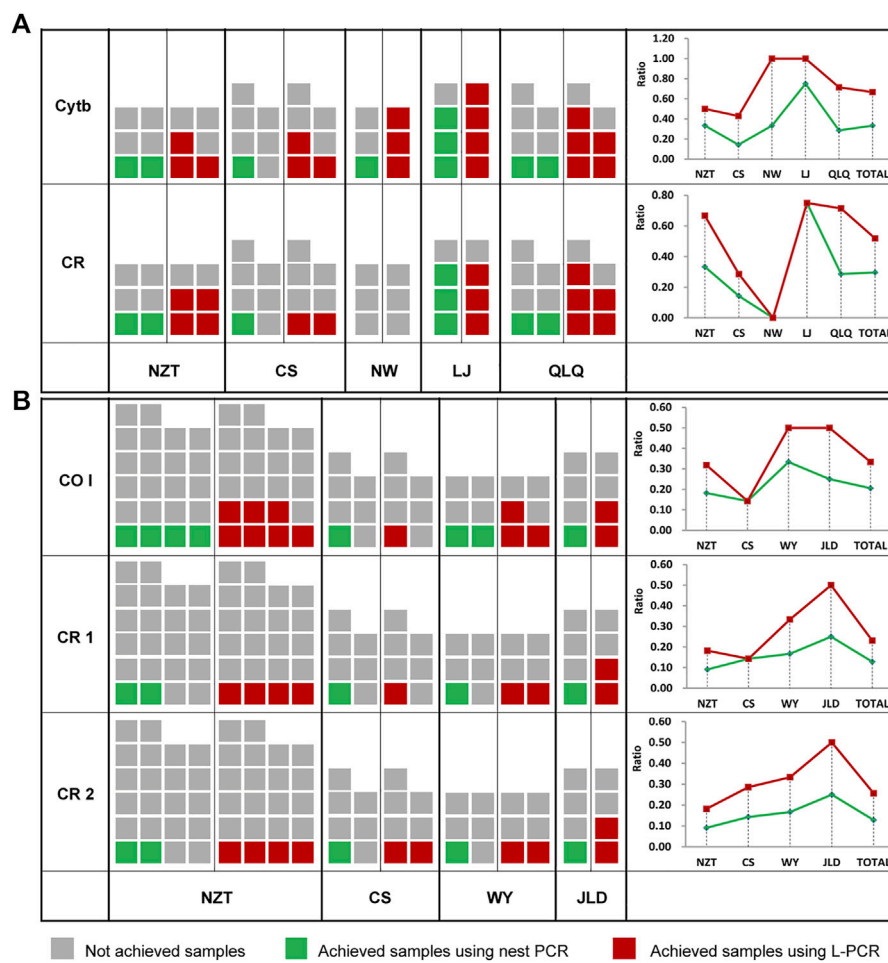 A
Cytb
Ratio
1.20
1.00
0.80
0.60
0.40
0.20
0.00
NZT CS NW LJ QLQ TOTAL
CR
Ratio
0.80
0.60
0.40
0.20
0.00
NZT CS NW LJ QLQ TOTAL
NZT CS NW LJ QLQ
B
CO I
Ratio
0.60
0.50
0.40
0.30
0.20
0.10
0.00
NZT CS WY JLD TOTAL
CR 1
Ratio
0.60
0.50
0.40
0.30
0.20
0.10
0.00
NZT CS WY JLD TOTAL
CR 2
Ratio
0.60
0.50
0.40
0.30
0.20
0.10
0.00
NZT CS WY JLD TOTAL
NZT CS WY JLD
Not achieved samples Achieved samples using nest PCR Achieved samples using L-PCR